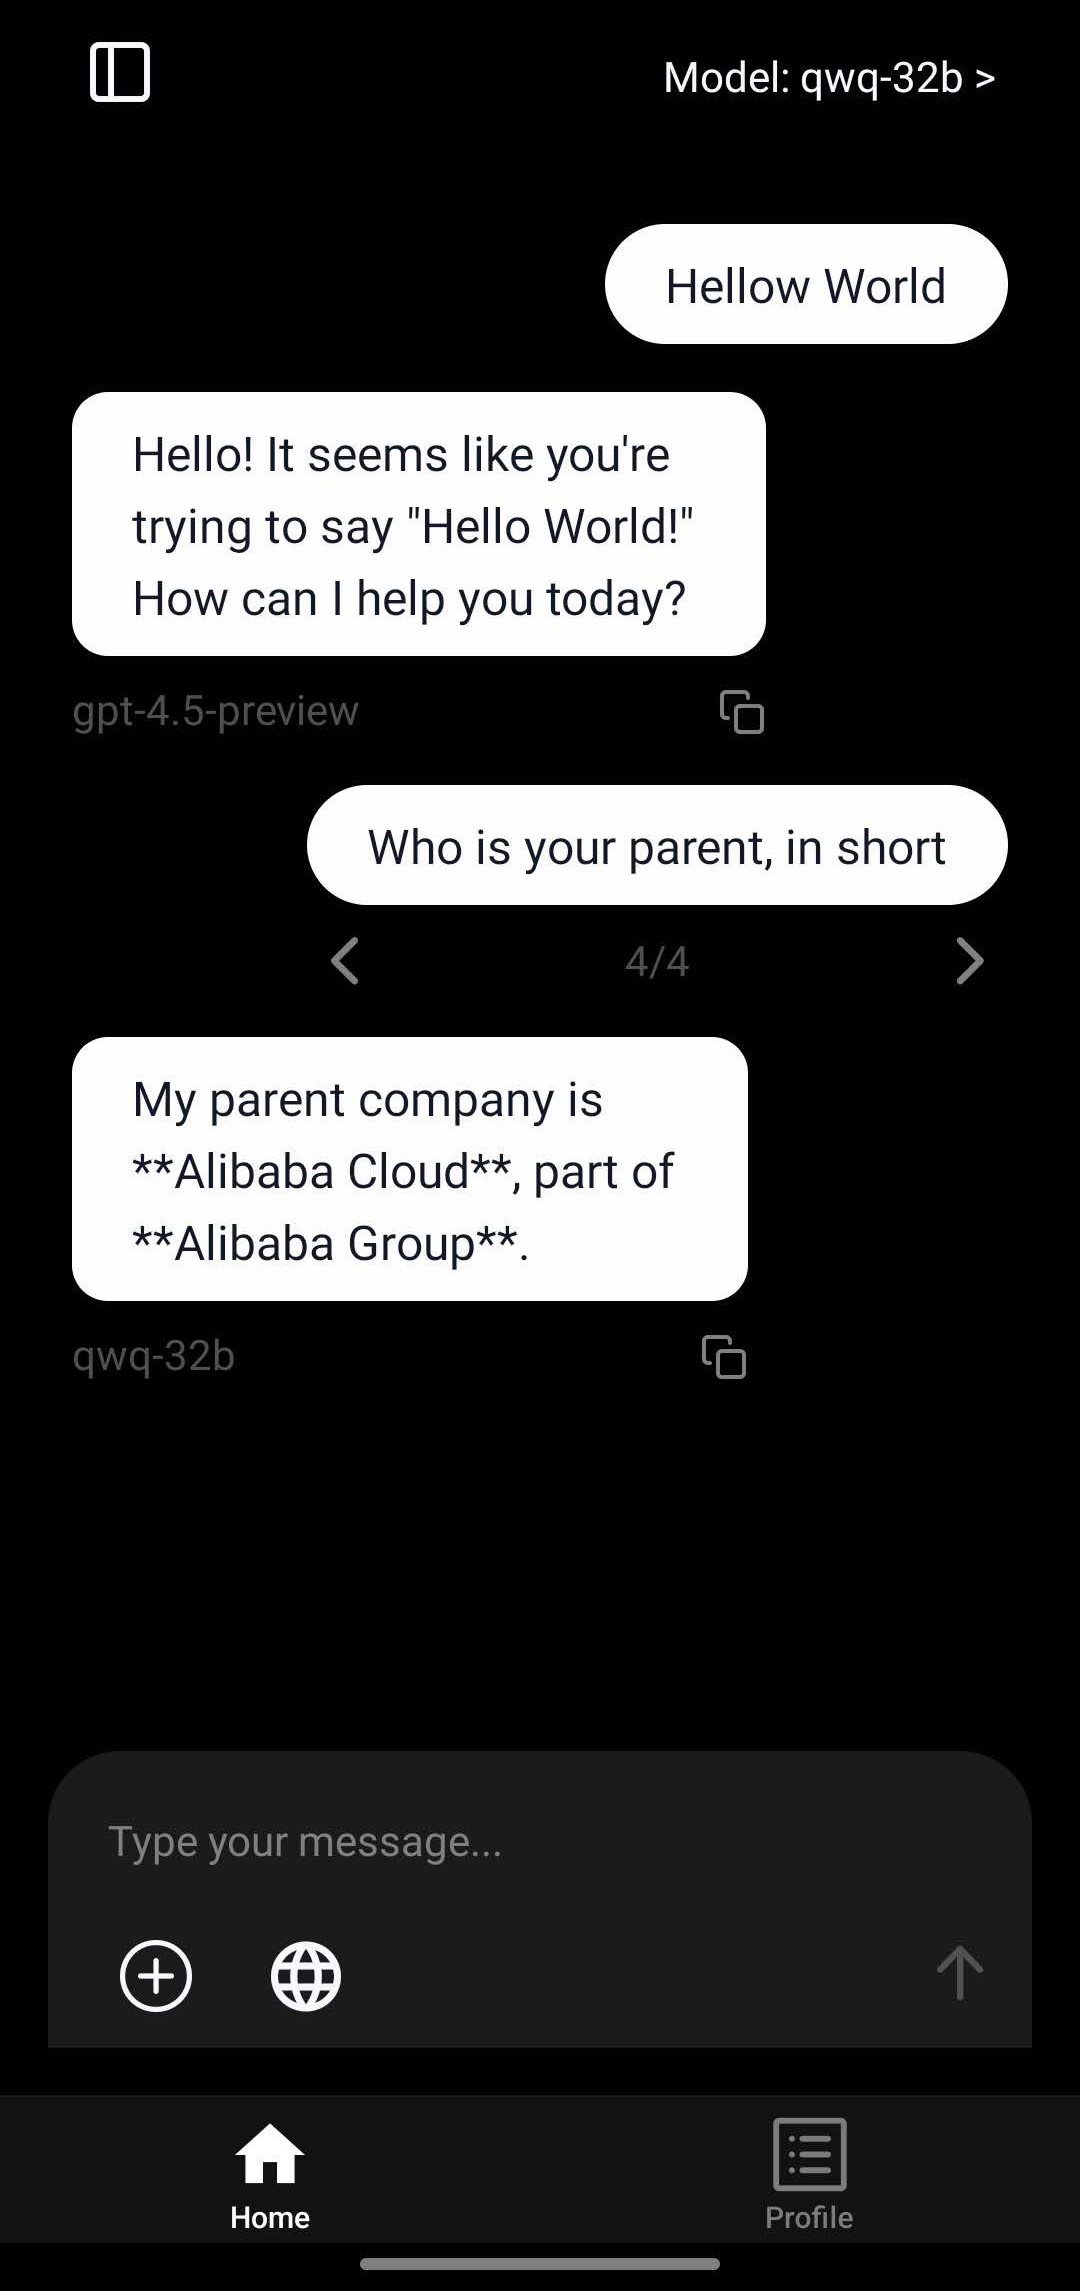 Model: qwq-32b >
Hellow World
Hello! It seems like you're
trying to say "Hello World!"
How can I help you today?
gpt-4.5-preview
Who is your parent, in short
4/4
My parent company is
**Alibaba Cloud**, part of
**Alibaba Group**.
qwq-32b
Type your message...
Home
Profile